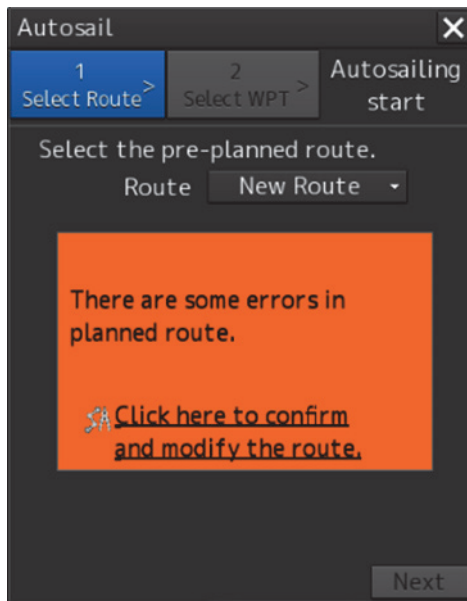 Autosail
1
Select Route >
2
Select WPT >
Autosailing
start
Select the pre-planned route.
Route New Route
There are some errors in
planned route.
Click here to confirm
and modify the route.
Next